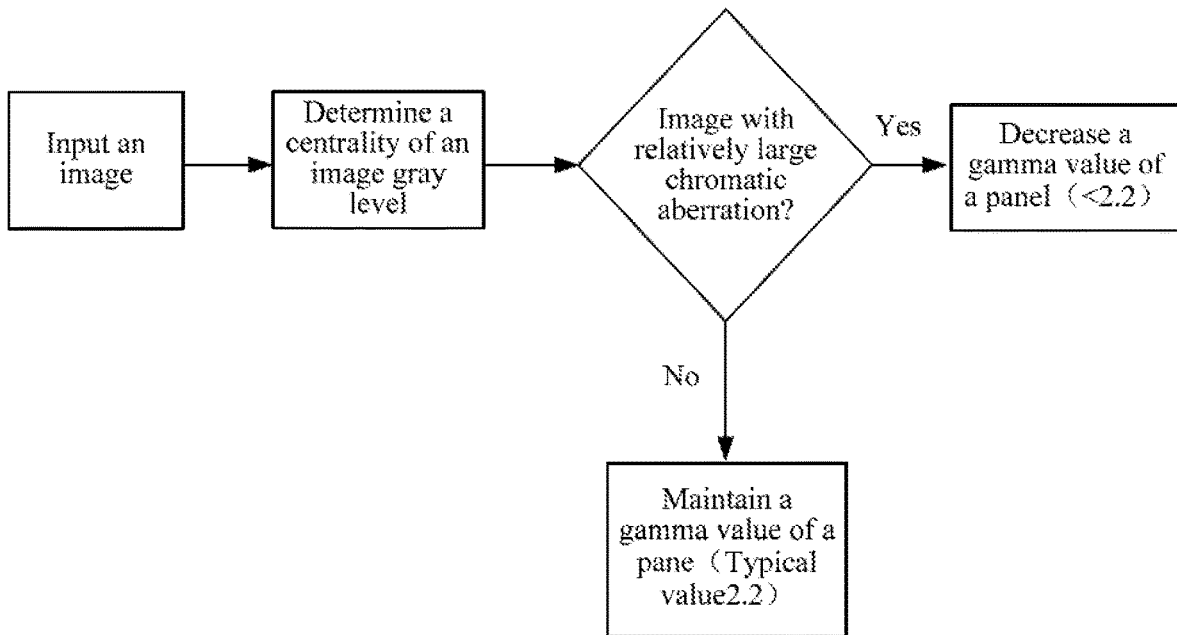 Input an
image
Determine a
centrality of an
image gray
level
Image with
relatively large
chromatic
aberration?
Yes
Decrease a
gamma value of
a panel（<2.2）
No
Maintain a
gamma value of a
pane（Typical
value2.2）